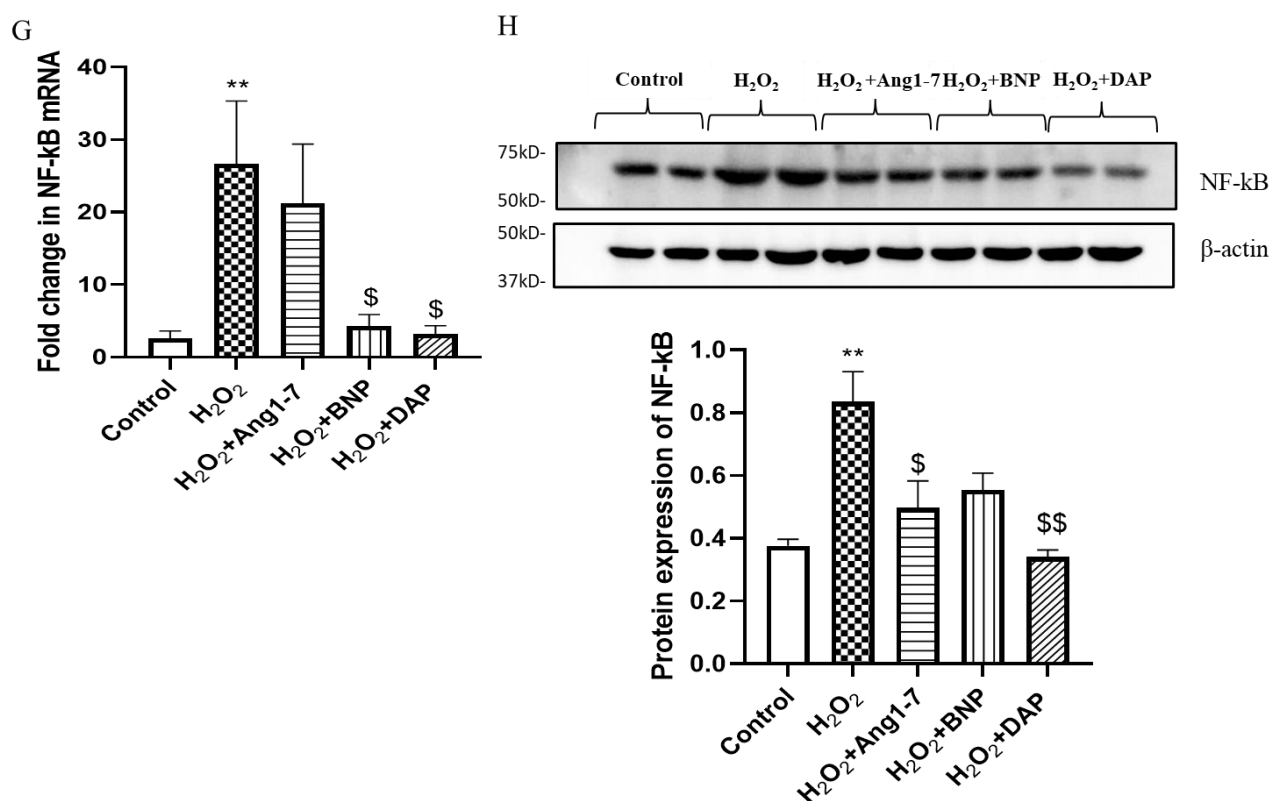 G
Fold change in NF-kB mRNA
40
30
20
10
0
**
$
$
Control
H₂O₂
H₂O₂+Ang1-7
H₂O₂+BNP
H₂O₂+DAP
H
Control
H₂O₂
H₂O₂+Ang1-7
H₂O₂+BNP
H₂O₂+DAP
75kD-
50kD-
NF-kB
50kD-
37kD-
β-actin
Protein expression of NF-kB
1.0
0.8
0.6
0.4
0.2
0.0
**
$
$$
Control
H₂O₂
H₂O₂+Ang1-7
H₂O₂+BNP
H₂O₂+DAP